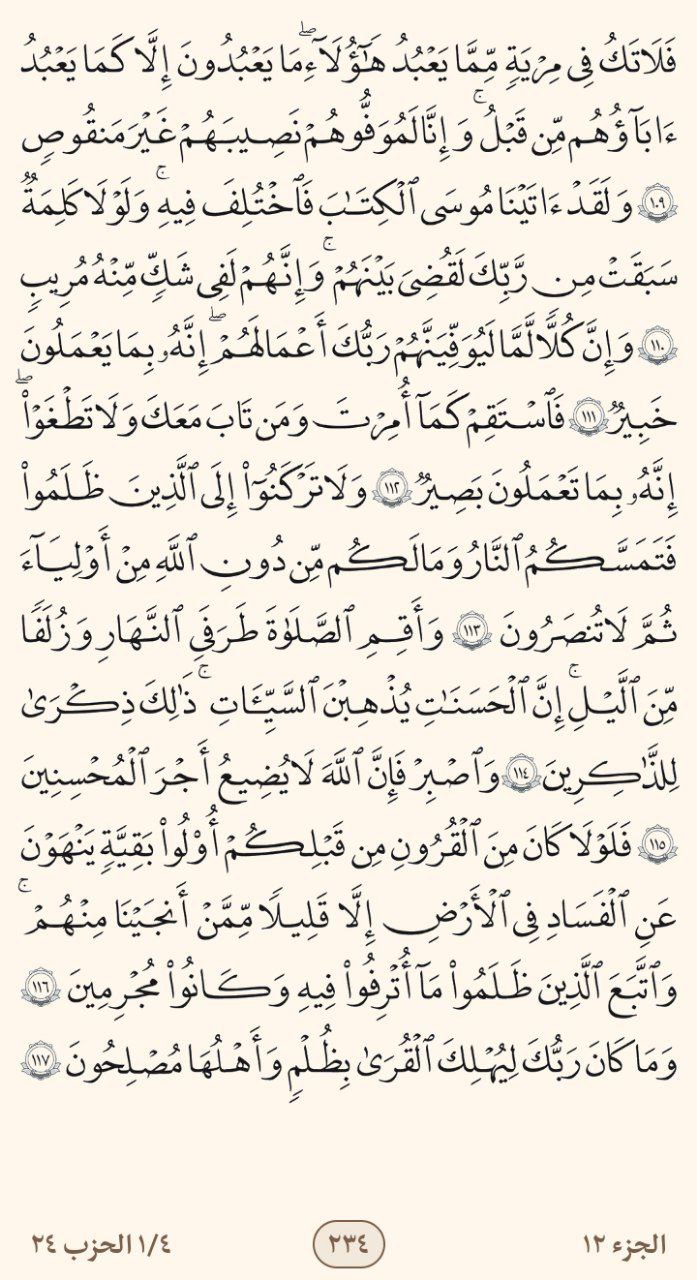 فَلَا تَكُ فِي مِرْيَةٍ مِّمَّا يَعْبُدُ هَٰٓؤُلَآءِۚ مَا يَعْبُدُونَ إِلَّا كَمَا يَعْبُدُ
ءَابَآؤُهُم مِّن قَبْلُۚ وَإِنَّا لَمُوَفُّوهُمْ نَصِيبَهُمْ غَيْرَ مَنقُوصٍ
١٠٩ وَلَقَدْ ءَاتَيْنَا مُوسَى ٱلْكِتَٰبَ فَٱخْتُلِفَ فِيهِۚ وَلَوْلَا كَلِمَةٌ
سَبَقَتْ مِن رَّبِّكَ لَقُضِيَ بَيْنَهُمْۚ وَإِنَّهُمْ لَفِي شَكٍّ مِّنْهُ مُرِيبٍ
١١٠ وَإِنَّ كُلًّا لَّمَّا لَيُوَفِّيَنَّهُمْ رَبُّكَ أَعْمَٰلَهُمْۖ إِنَّهُۥ بِمَا يَعْمَلُونَ
خَبِيرٌ ١١١ فَٱسْتَقِمْ كَمَآ أُمِرْتَ وَمَن تَابَ مَعَكَ وَلَا تَطْغَوْا۟ۖ
إِنَّهُۥ بِمَا تَعْمَلُونَ بَصِيرٌ ١١٢ وَلَا تَرْكَنُوٓا۟ إِلَى ٱلَّذِينَ ظَلَمُوا۟
فَتَمَسَّكُمُ ٱلنَّارُ وَمَا لَكُم مِّن دُونِ ٱللَّهِ مِنْ أَوْلِيَآءَ
ثُمَّ لَا تُنصَرُونَ ١١٣ وَأَقِمِ ٱلصَّلَوٰةَ طَرَفَيِ ٱلنَّهَارِ وَزُلَفًا
مِّنَ ٱلَّيْلِۚ إِنَّ ٱلْحَسَنَٰتِ يُذْهِبْنَ ٱلسَّيِّـَٔاتِۚ ذَٰلِكَ ذِكْرَىٰ
لِلذَّٰكِرِينَ ١١٤ وَٱصْبِرْ فَإِنَّ ٱللَّهَ لَا يُضِيعُ أَجْرَ ٱلْمُحْسِنِينَ
١١٥ فَلَوْلَا كَانَ مِنَ ٱلْقُرُونِ مِن قَبْلِكُمْ أُو۟لُوا۟ بَقِيَّةٍ يَنْهَوْنَ
عَنِ ٱلْفَسَادِ فِي ٱلْأَرْضِ إِلَّا قَلِيلًا مِّمَّنْ أَنجَيْنَا مِنْهُمْۚ
وَٱتَّبَعَ ٱلَّذِينَ ظَلَمُوا۟ مَآ أُتْرِفُوا۟ فِيهِ وَكَانُوا۟ مُجْرِمِينَ ١١٦
وَمَا كَانَ رَبُّكَ لِيُهْلِكَ ٱلْقُرَىٰ بِظُلْمٍ وَأَهْلُهَا مُصْلِحُونَ ١١٧
الجزء ١٢ ٢٣٤ ١/٤ الحزب ٢٤